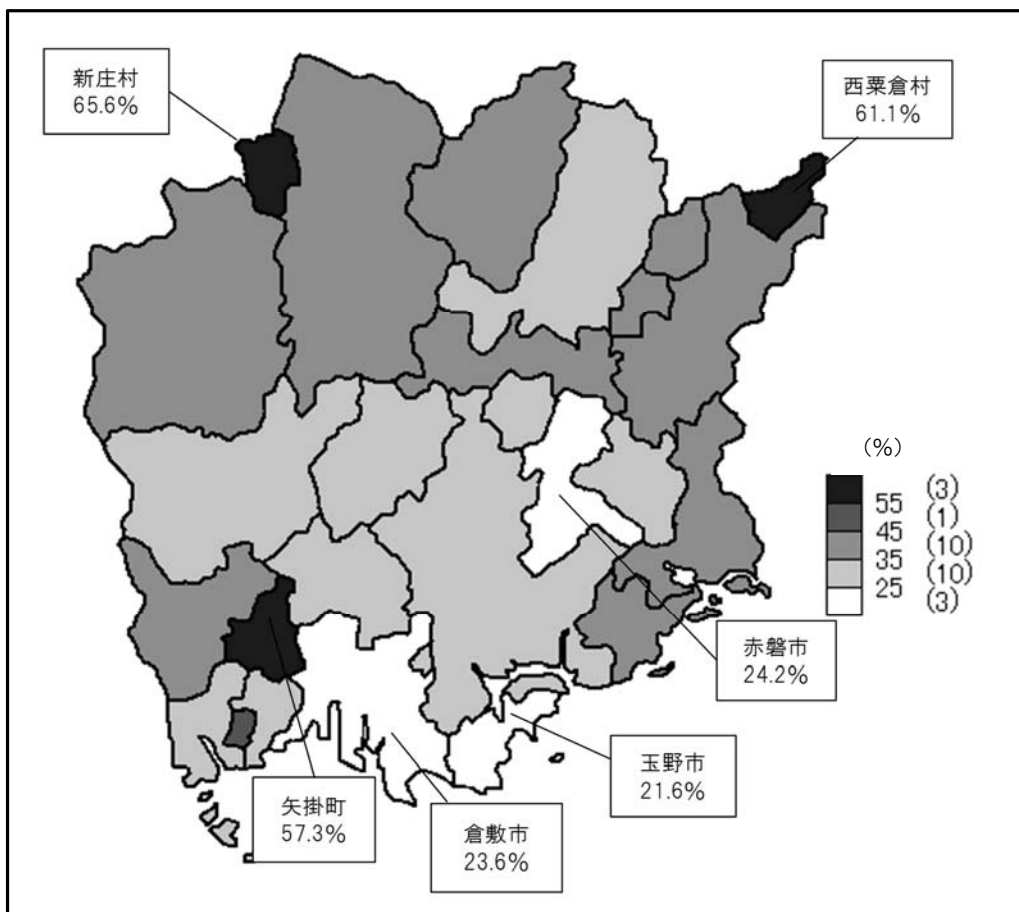 新庄村
65.6%
西粟倉村
61.1%
(%)
(3)
55
(1)
45
(10)
35
(10)
25
(3)
赤磐市
24.2%
玉野市
21.6%
矢掛町
57.3%
倉敷市
23.6%